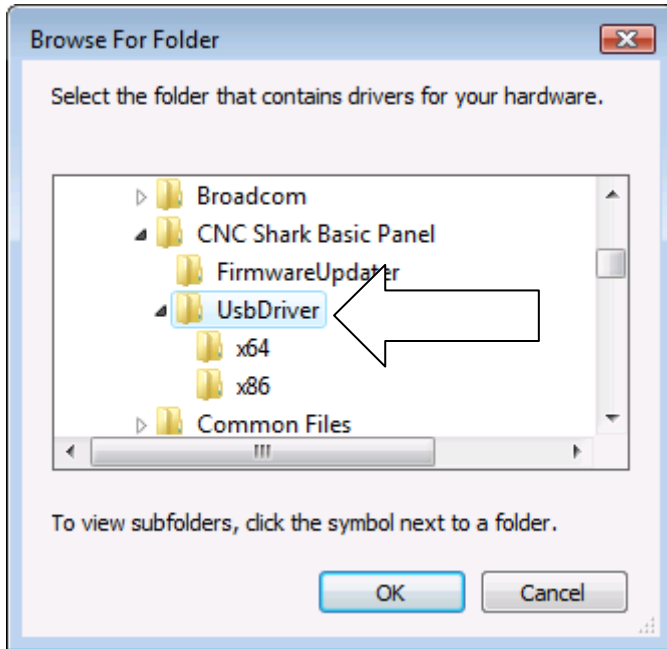 Browse For Folder
Select the folder that contains drivers for your hardware.
Broadcom
CNC Shark Basic Panel
FirmwareUpdater
UsbDriver
x64
x86
Common Files
To view subfolders, click the symbol next to a folder.
OK Cancel